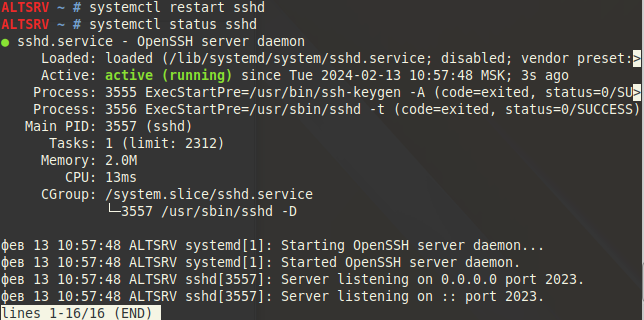 ALTSRV ~ # systemctl restart sshd
ALTSRV ~ # systemctl status sshd
● sshd.service - OpenSSH server daemon
Loaded: loaded (/lib/systemd/system/sshd.service; disabled; vendor preset:>
Active: active (running) since Tue 2024-02-13 10:57:48 MSK; 3s ago
Process: 3555 ExecStartPre=/usr/bin/ssh-keygen -A (code=exited, status=0/SU>
Process: 3556 ExecStartPre=/usr/sbin/sshd -t (code=exited, status=0/SUCCESS)
Main PID: 3557 (sshd)
Tasks: 1 (limit: 2312)
Memory: 2.0M
CPU: 13ms
CGroup: /system.slice/sshd.service
└─3557 /usr/sbin/sshd -D
фев 13 10:57:48 ALTSRV systemd[1]: Starting OpenSSH server daemon...
фев 13 10:57:48 ALTSRV systemd[1]: Started OpenSSH server daemon.
фев 13 10:57:48 ALTSRV sshd[3557]: Server listening on 0.0.0.0 port 2023.
фев 13 10:57:48 ALTSRV sshd[3557]: Server listening on :: port 2023.
lines 1-16/16 (END)